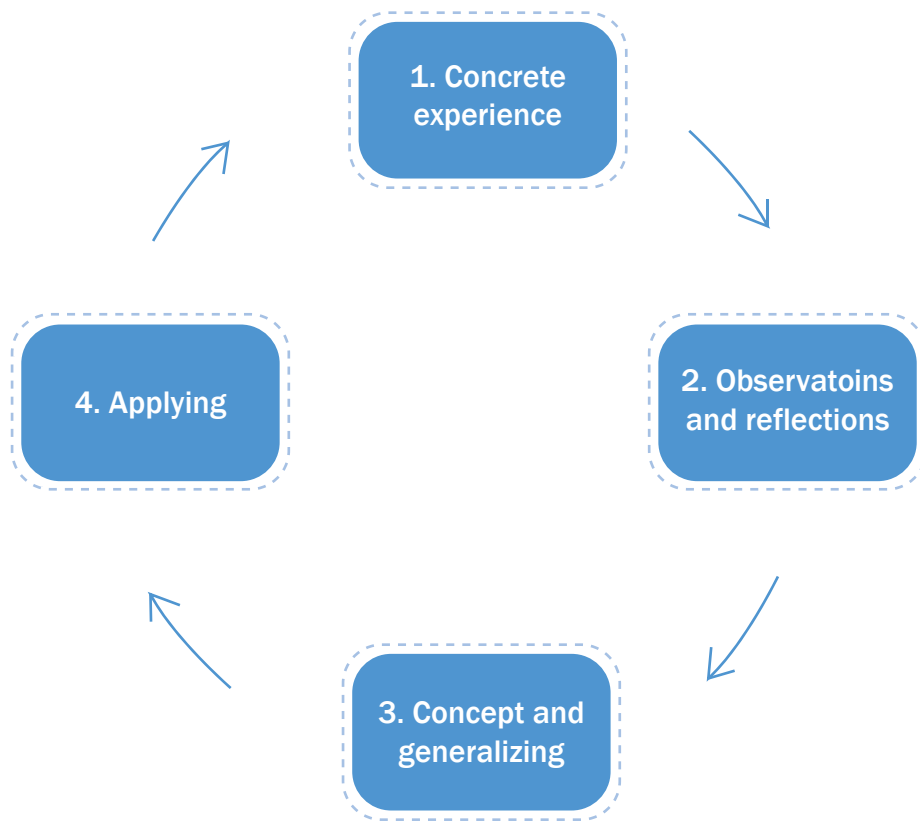 1. Concrete
experience
2. Observatoins
and reflections
3. Concept and
generalizing
4. Applying